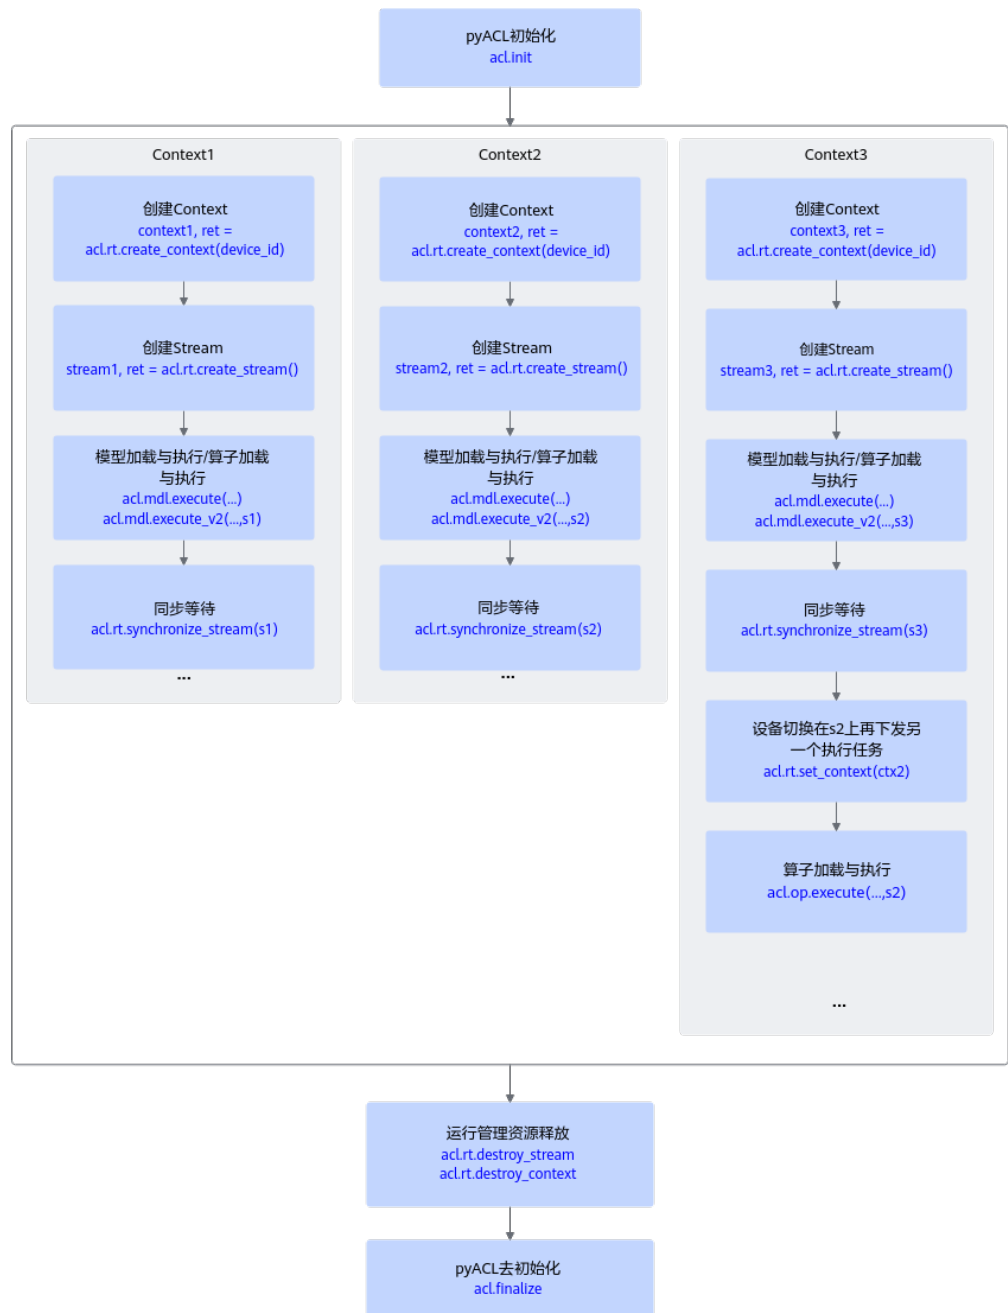 pyACL初始化
acl.init
Context1
创建Context
context1, ret =
acl.rt.create_context(device_id)
创建Stream
stream1, ret = acl.rt.create_stream()
模型加载与执行/算子加载
与执行
acl.mdl.execute(...)
acl.mdl.execute_v2(...,s1)
同步等待
acl.rt.synchronize_stream(s1)
...
Context2
创建Context
context2, ret =
acl.rt.create_context(device_id)
创建Stream
stream2, ret = acl.rt.create_stream()
模型加载与执行/算子加载
与执行
acl.mdl.execute(...)
acl.mdl.execute_v2(...,s2)
同步等待
acl.rt.synchronize_stream(s2)
...
Context3
创建Context
context3, ret =
acl.rt.create_context(device_id)
创建Stream
stream3, ret = acl.rt.create_stream()
模型加载与执行/算子加载
与执行
acl.mdl.execute(...)
acl.mdl.execute_v2(...,s3)
同步等待
acl.rt.synchronize_stream(s3)
设备切换在s2上再下发另
一个执行任务
acl.rt.set_context(ctx2)
算子加载与执行
acl.op.execute(...,s2)
...
运行管理资源释放
acl.rt.destroy_stream
acl.rt.destroy_context
pyACL去初始化
acl.finalize